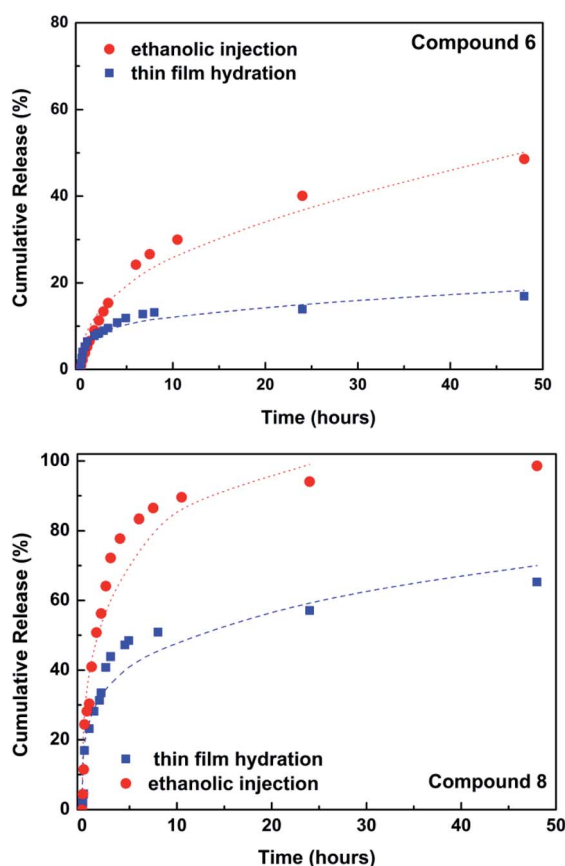 80
60
40
20
0
Cumulative Release (%)
ethanolic injection
thin film hydration
Compound 6
0 10 20 30 40 50
Time (hours)
100
80
60
40
20
0
Cumulative Release (%)
thin film hydration
ethanolic injection
Compound 8
0 10 20 30 40 50
Time (hours)